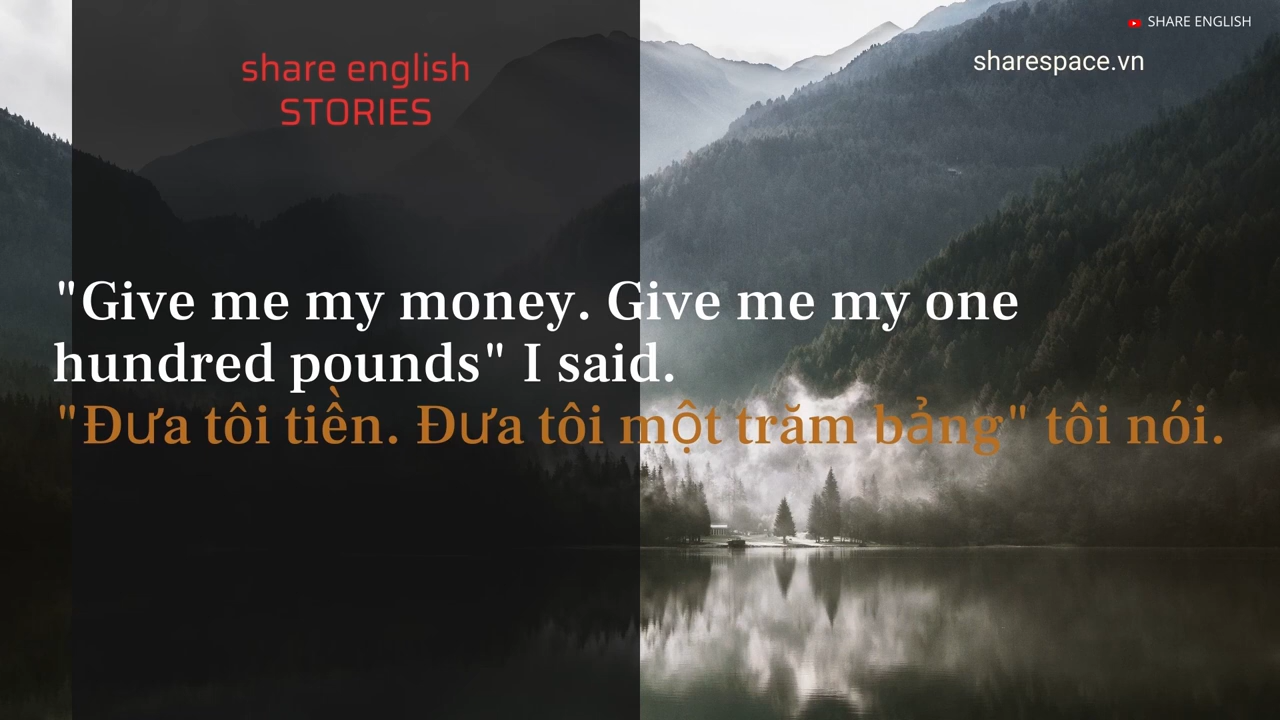 SHARE ENGLISH
share english
STORIES
sharespace.vn
"Give me my money. Give me my one
hundred pounds" I said.
"Đưa tôi tiền. Đưa tôi một trăm bảng" tôi nói.